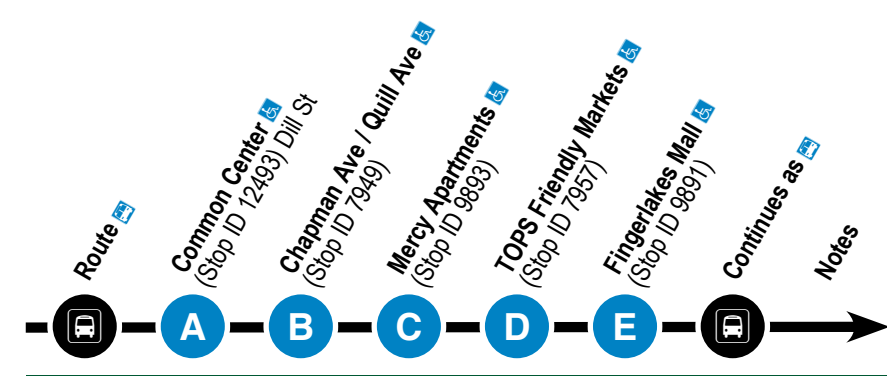 Route
Common Center
(Stop ID 12493) Dill St
Chapman Ave / Quill Ave
(Stop ID 7949)
Mercy Apartments
(Stop ID 9893)
TOPS Friendly Markets
(Stop ID 7957)
Fingerlakes Mall
(Stop ID 9891)
Continues as
Notes
A
B
C
D
E